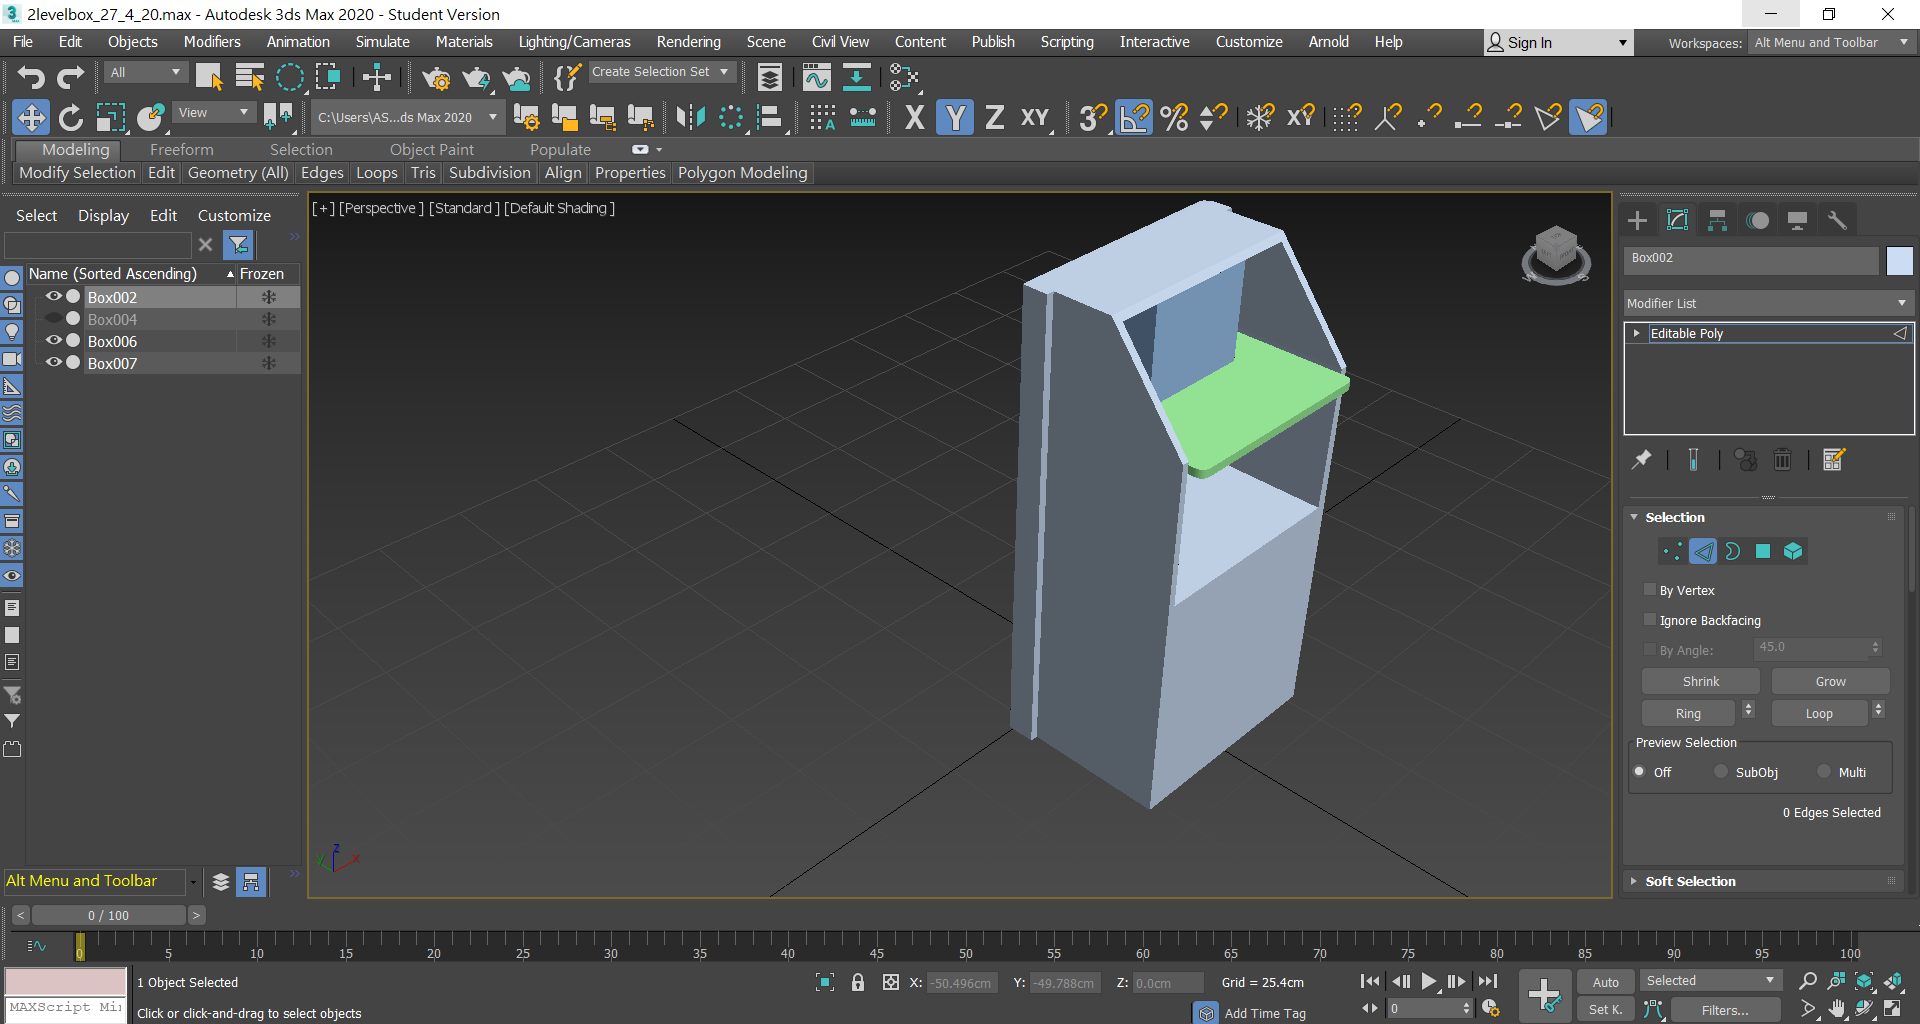 2levelbox_27_4_20.max - Autodesk 3ds Max 2020 - Student Version
File Edit Objects Modifiers Animation Simulate Materials Lighting/Cameras Rendering Scene Civil View Content Publish Scripting Interactive Customize Arnold Help Sign In Workspaces: Alt Menu and Toolbar
All Create Selection Set
View C:\Users\AS...ds Max 2020 X Y Z XY 3 % XY
Modeling Freeform Selection Object Paint Populate
Modify Selection Edit Geometry (All) Edges Loops Tris Subdivision Align Properties Polygon Modeling
Select Display Edit Customize
[+] [Perspective ] [Standard ] [Default Shading ]
Name (Sorted Ascending) Frozen
Box002
Box004
Box006
Box007
Box002
Modifier List
Editable Poly
Selection
By Vertex
Ignore Backfacing
By Angle: 45.0
Shrink Grow
Ring Loop
Preview Selection
Off SubObj Multi
0 Edges Selected
Soft Selection
z
x
Alt Menu and Toolbar
< 0 / 100 >
0 5 10 15 20 25 30 35 40 45 50 55 60 65 70 75 80 85 90 95 100
1 Object Selected X: -50.496cm Y: -49.788cm Z: 0.0cm Grid = 25.4cm Auto Selected
MAXScript Mi
Click or click-and-drag to select objects Add Time Tag 0 Set K. Filters...